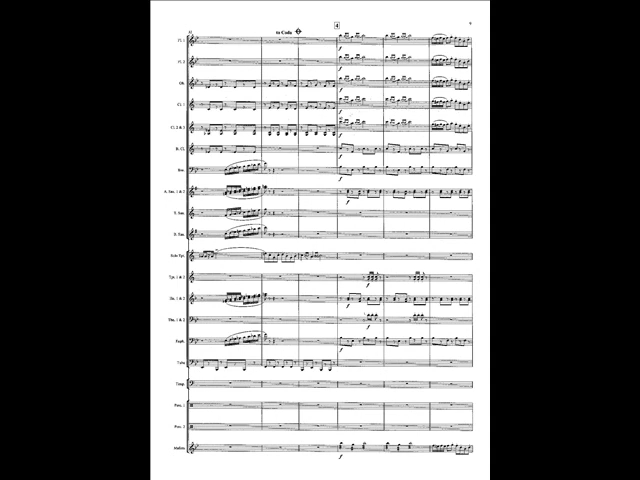 9
to Coda
4
Fl. 1
Fl. 2
Ob.
Cl. 1
Cl. 2 & 3
B. Cl.
Bsn.
A. Sax. 1 & 2
T. Sax.
B. Sax.
Solo Tpt.
Tpt. 1 & 2
Hn. 1 & 2
Tbn. 1 & 2
Euph.
Tuba
Timp.
Perc. 1
Perc. 2
Mallets